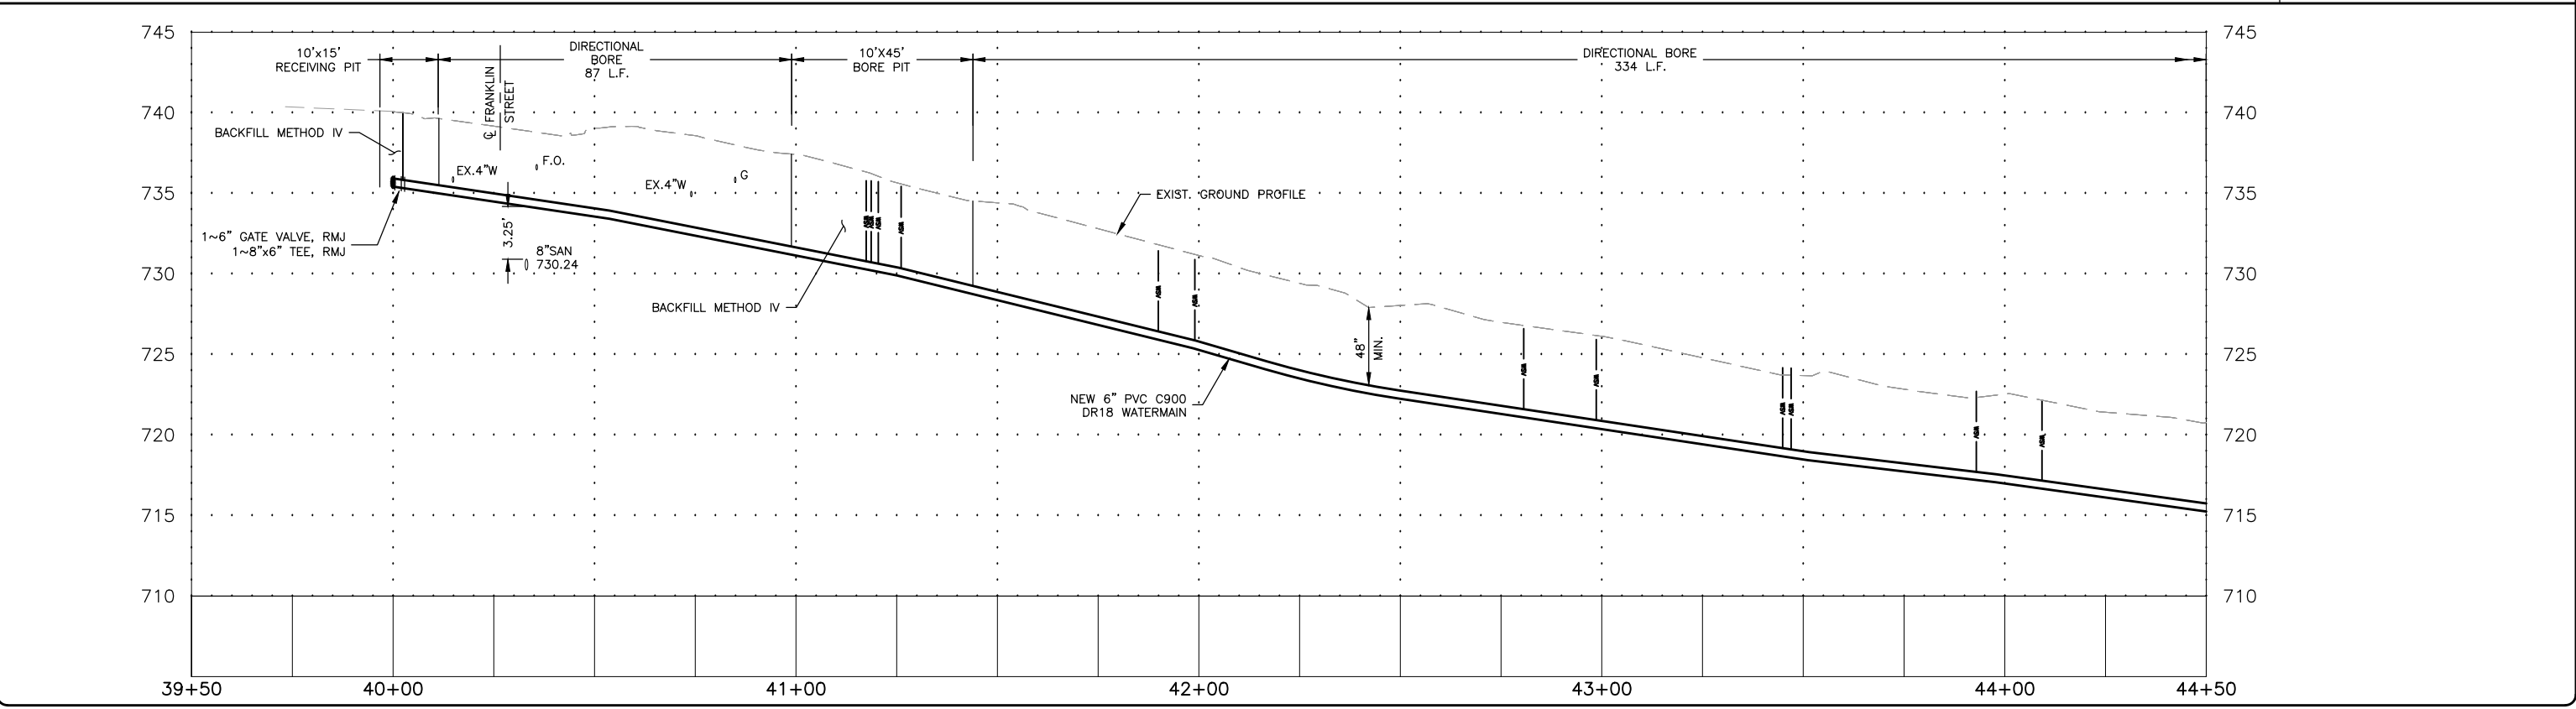 745
745
10'x15'
RECEIVING PIT
DIRECTIONAL
BORE
87 L.F.
10'X45'
BORE PIT
DIRECTIONAL BORE
334 L.F.
℄ FRANKLIN
STREET
740
740
BACKFILL METHOD IV
EX.4"W
F.O.
EX.4"W
G
735
735
EXIST. GROUND PROFILE
1~6" GATE VALVE, RMJ
1~8"x6" TEE, RMJ
3.25'
8"SAN
730.24
730
730
BACKFILL METHOD IV
48"
MIN.
725
725
NEW 6" PVC C900
DR18 WATERMAIN
720
720
715
715
710
710
39+50
40+00
41+00
42+00
43+00
44+00
44+50